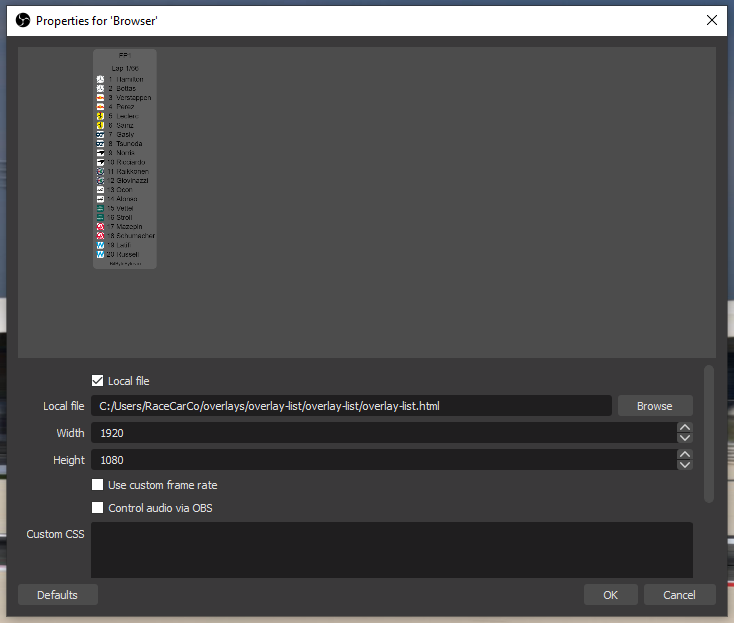 Properties for 'Browser'
FP1
Lap 1/66
1 Hamilton
2 Bottas
3 Verstappen
4 Perez
5 Leclerc
6 Sainz
7 Gasly
8 Tsunoda
9 Norris
10 Ricciardo
11 Raikkonen
12 Giovinazzi
13 Ocon
14 Alonso
15 Vettel
16 Stroll
17 Mazepin
18 Schumacher
19 Latifi
20 Russell
Local file
Local file C:/Users/RaceCarCo/overlays/overlay-list/overlay-list/overlay-list.html Browse
Width 1920
Height 1080
Use custom frame rate
Control audio via OBS
Custom CSS
Defaults OK Cancel